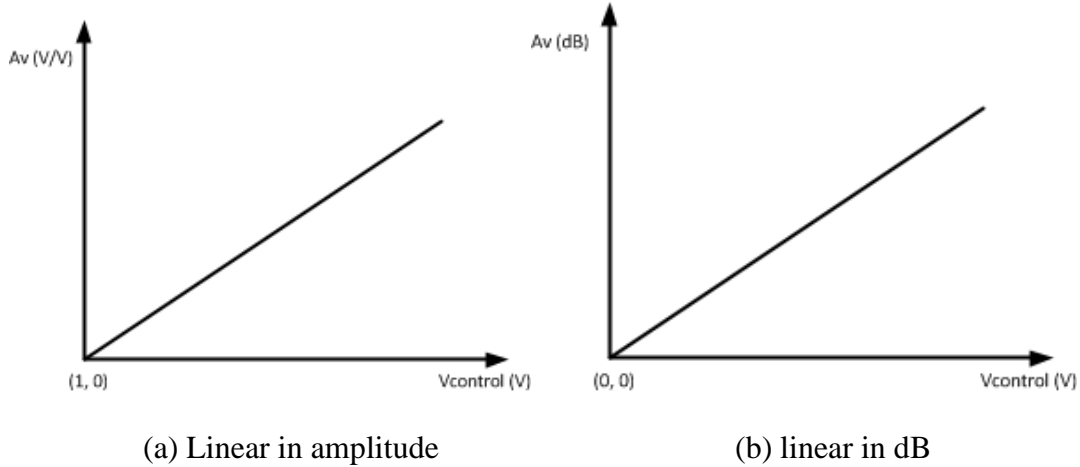 Av (V/V)
(1, 0)
Vcontrol (V)
(a) Linear in amplitude
Av (dB)
(0, 0)
Vcontrol (V)
(b) linear in dB